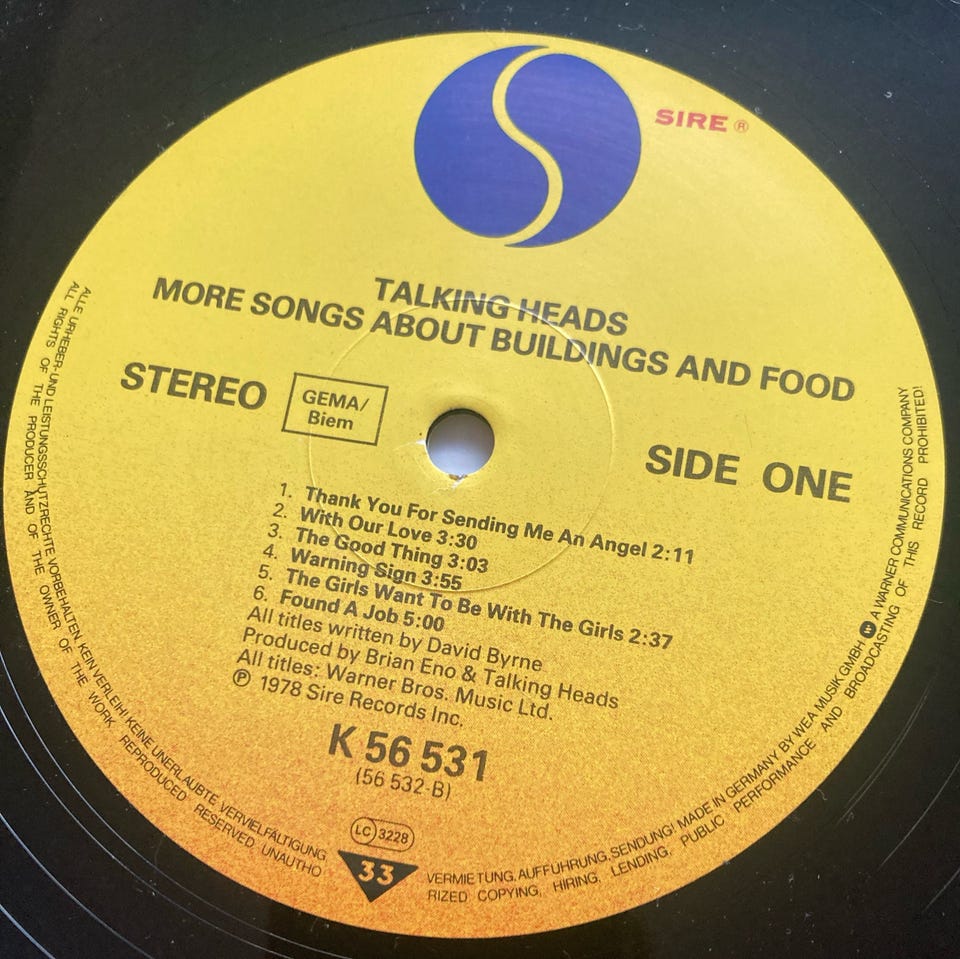 SIRE ®
TALKING HEADS
MORE SONGS ABOUT BUILDINGS AND FOOD
STEREO
GEMA/
Biem
SIDE ONE
1. Thank You For Sending Me An Angel 2:11
2. With Our Love 3:30
3. The Good Thing 3:03
4. Warning Sign 3:55
5. The Girls Want To Be With The Girls 2:37
6. Found A Job 5:00
All titles written by David Byrne
Produced by Brian Eno & Talking Heads
All titles: Warner Bros. Music Ltd.
℗ 1978 Sire Records Inc.
K 56 531
(56 532-B)
LC 3228
33
ALLE URHEBER- UND LEISTUNGSSCHUTZRECHTE VORBEHALTEN. KEIN VERLEIH! KEINE UNERLAUBTE VERVIELFÄLTIGUNG
VERMIETUNG, AUFFÜHRUNG, SENDUNG! MADE IN GERMANY BY WEA MUSIK GMBH A WARNER COMMUNICATIONS COMPANY
ALL RIGHTS OF THE PRODUCER AND OF THE OWNER OF THE WORK REPRODUCED RESERVED UNAUTHO
RIZED COPYING, HIRING, LENDING, PUBLIC PERFORMANCE AND BROADCASTING OF THIS RECORD PROHIBITED!